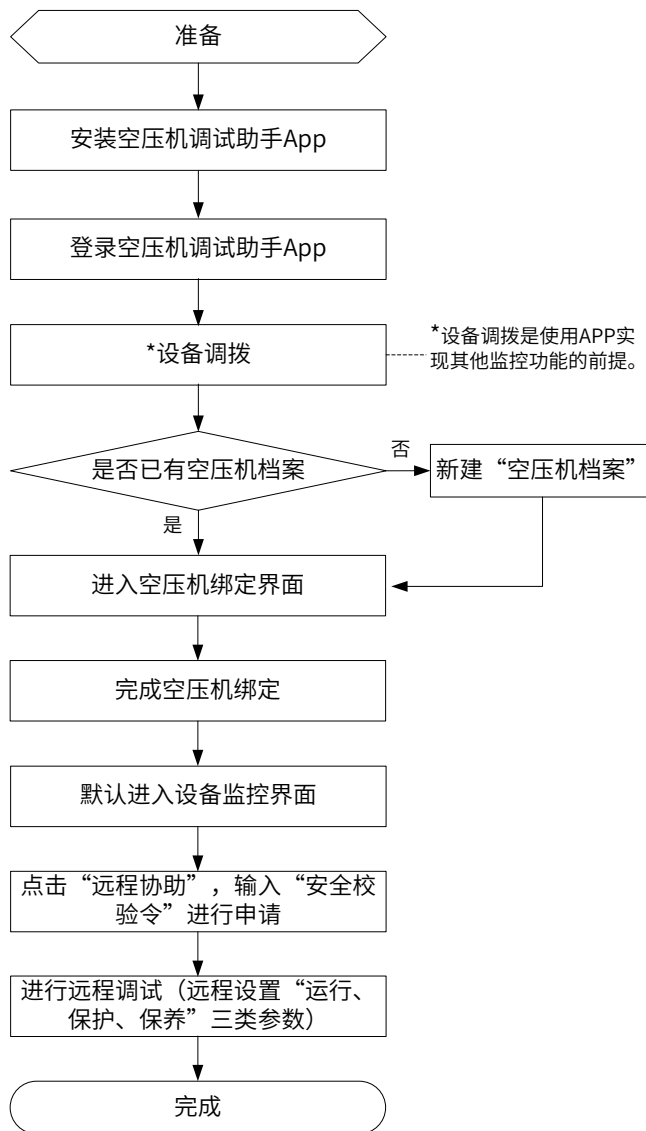 准备
安装空压机调试助手App
登录空压机调试助手App
*设备调拨
*设备调拨是使用APP实
现其他监控功能的前提。
是否已有空压机档案
否
新建“空压机档案”
是
进入空压机绑定界面
完成空压机绑定
默认进入设备监控界面
点击“远程协助”，输入“安全校
验令”进行申请
进行远程调试（远程设置“运行、
保护、保养”三类参数）
完成